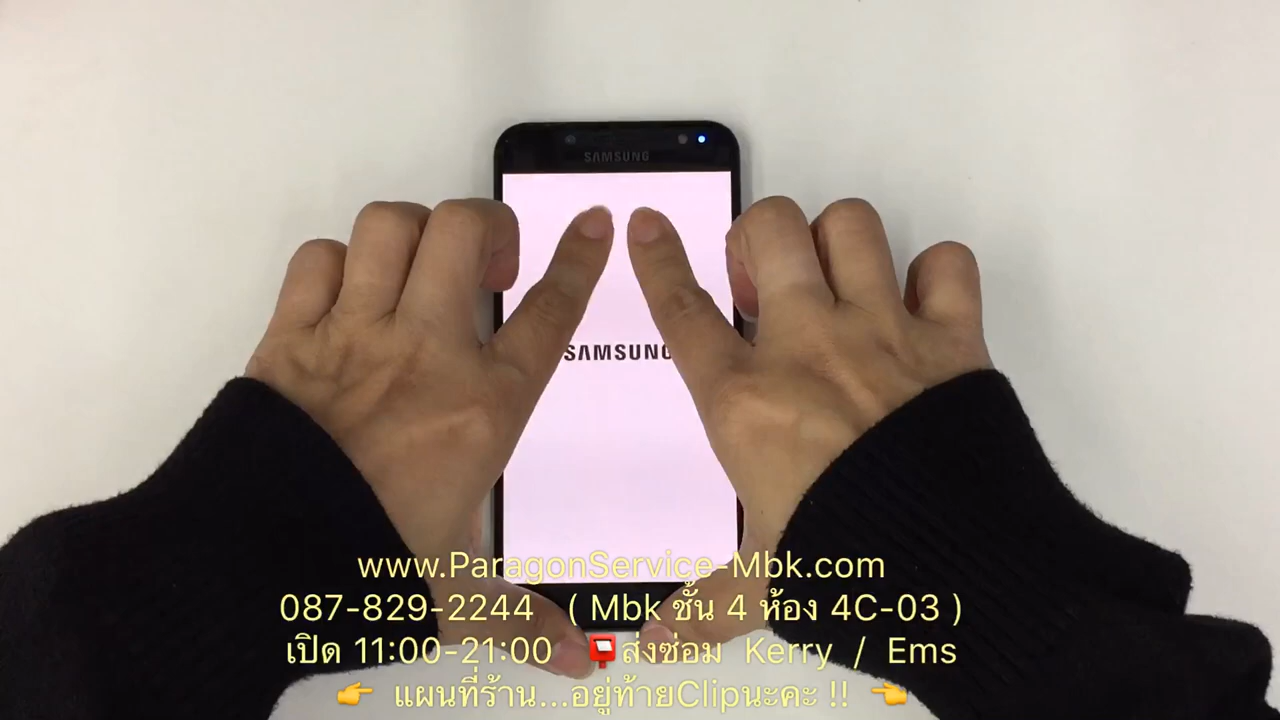 SAMSUNG
SAMSUNG
www.ParagonService-Mbk.com
087-829-2244 ( Mbk ชั้น 4 ห้อง 4C-03 )
เปิด 11:00-21:00 📮ส่งซ่อม Kerry / Ems
👉 แผนที่ร้าน...อยู่ท้ายClipนะคะ !! 👈